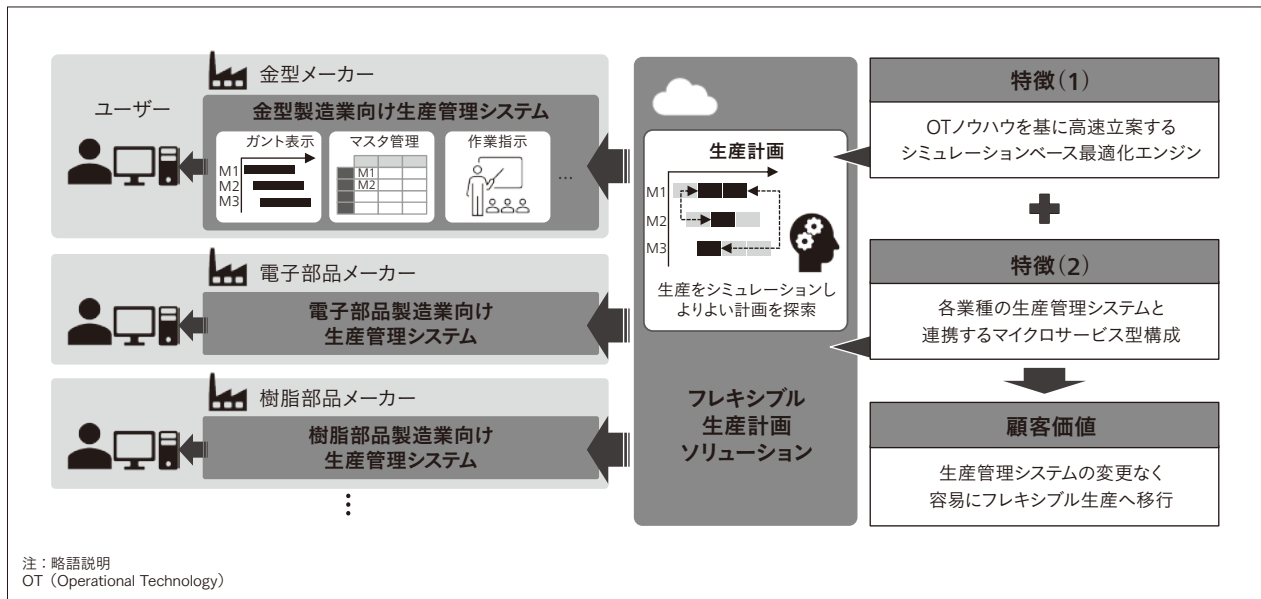 ユーザー
金型メーカー
金型製造業向け生産管理システム
ガント表示
M1
M2
M3
マスタ管理
M1
M2
作業指示
…
電子部品メーカー
電子部品製造業向け
生産管理システム
樹脂部品メーカー
樹脂部品製造業向け
生産管理システム
生産計画
M1
M2
M3
生産をシミュレーションし
よりよい計画を探索
フレキシブル
生産計画
ソリューション
特徴(1)
OTノウハウを基に高速立案する
シミュレーションベース最適化エンジン
特徴(2)
各業種の生産管理システムと
連携するマイクロサービス型構成
顧客価値
生産管理システムの変更なく
容易にフレキシブル生産へ移行
注：略語説明
OT（Operational Technology）